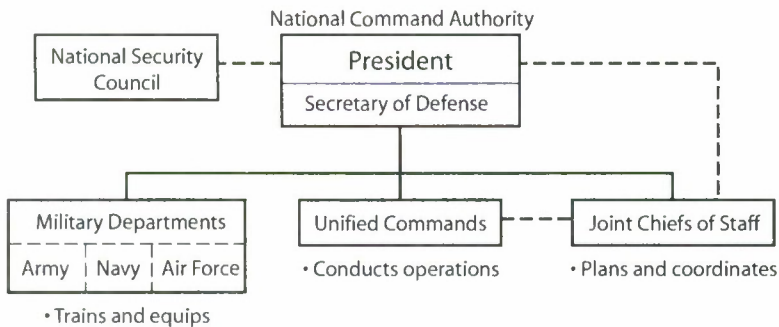 National Command Authority
National Security
Council
President
Secretary of Defense
Military Departments
Army Navy Air Force
• Trains and equips
Unified Commands
• Conducts operations
Joint Chiefs of Staff
• Plans and coordinates